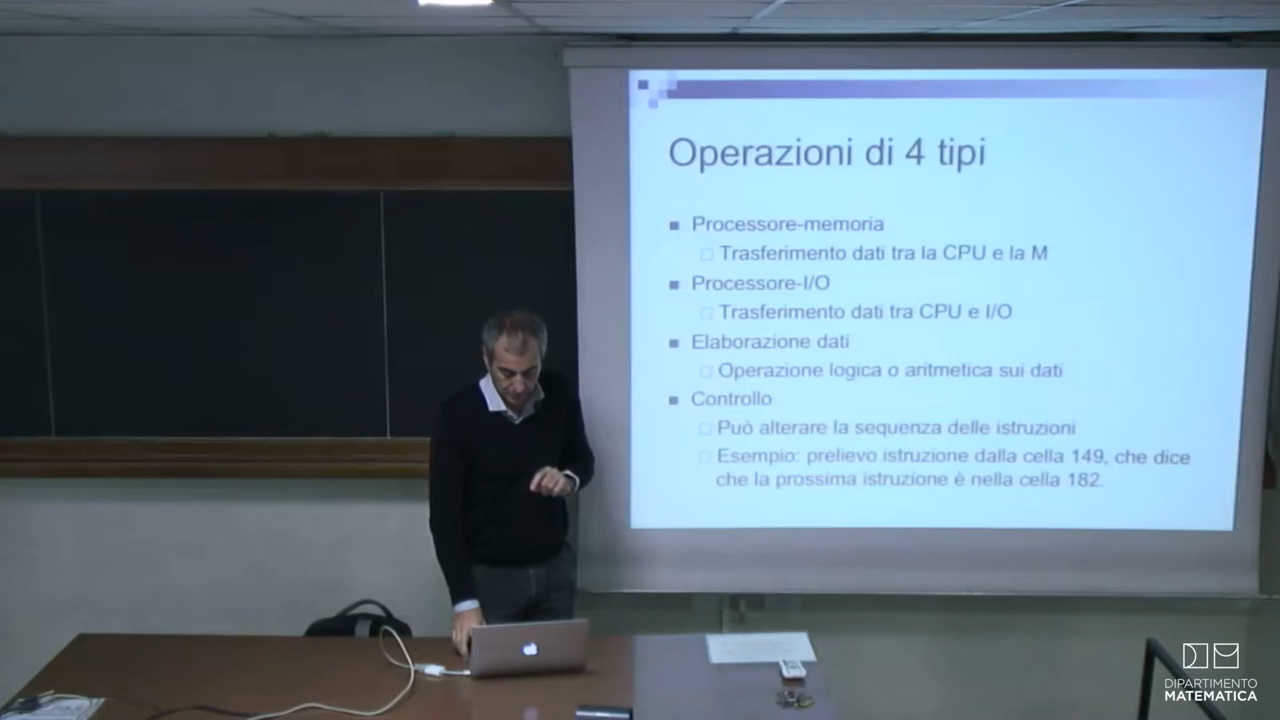 Operazioni di 4 tipi
Processore-memoria
Trasferimento dati tra la CPU e la M
Processore-I/O
Trasferimento dati tra CPU e I/O
Elaborazione dati
Operazione logica o aritmetica sui dati
Controllo
Può alterare la sequenza delle istruzioni
Esempio: prelievo istruzione dalla cella 149, che dice
che la prossima istruzione è nella cella 182.
DIPARTIMENTO
MATEMATICA